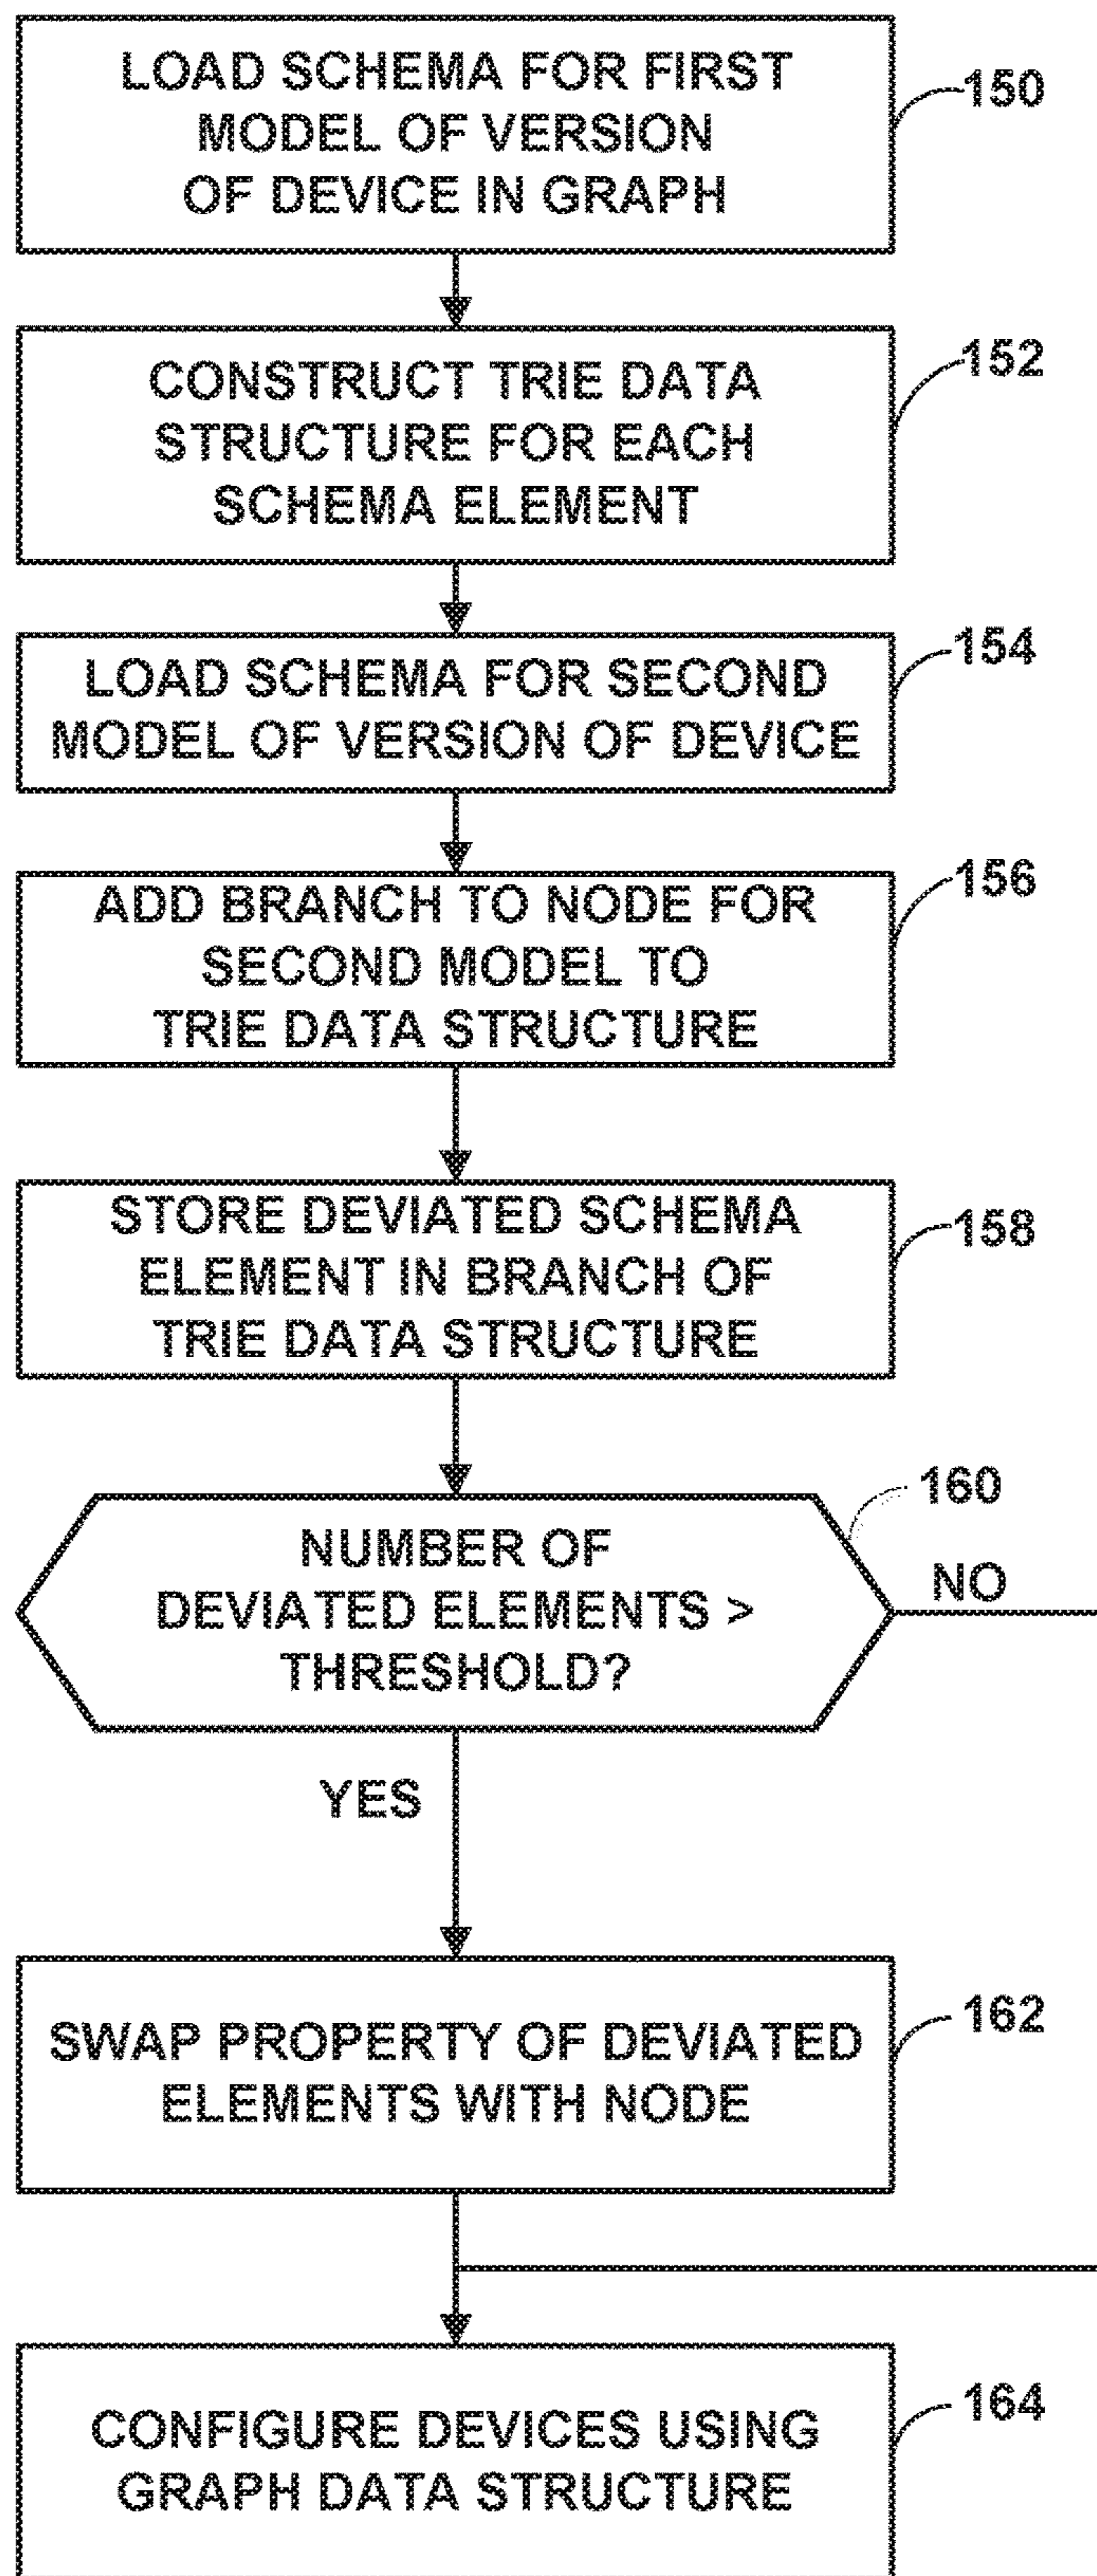 LOAD SCHEMA FOR FIRST
MODEL OF VERSION
OF DEVICE IN GRAPH
150
CONSTRUCT TRIE DATA
STRUCTURE FOR EACH
SCHEMA ELEMENT
152
LOAD SCHEMA FOR SECOND
MODEL OF VERSION OF DEVICE
154
ADD BRANCH TO NODE FOR
SECOND MODEL TO
TRIE DATA STRUCTURE
156
STORE DEVIATED SCHEMA
ELEMENT IN BRANCH OF
TRIE DATA STRUCTURE
158
NUMBER OF
DEVIATED ELEMENTS >
THRESHOLD?
160
NO
YES
SWAP PROPERTY OF DEVIATED
ELEMENTS WITH NODE
162
CONFIGURE DEVICES USING
GRAPH DATA STRUCTURE
164